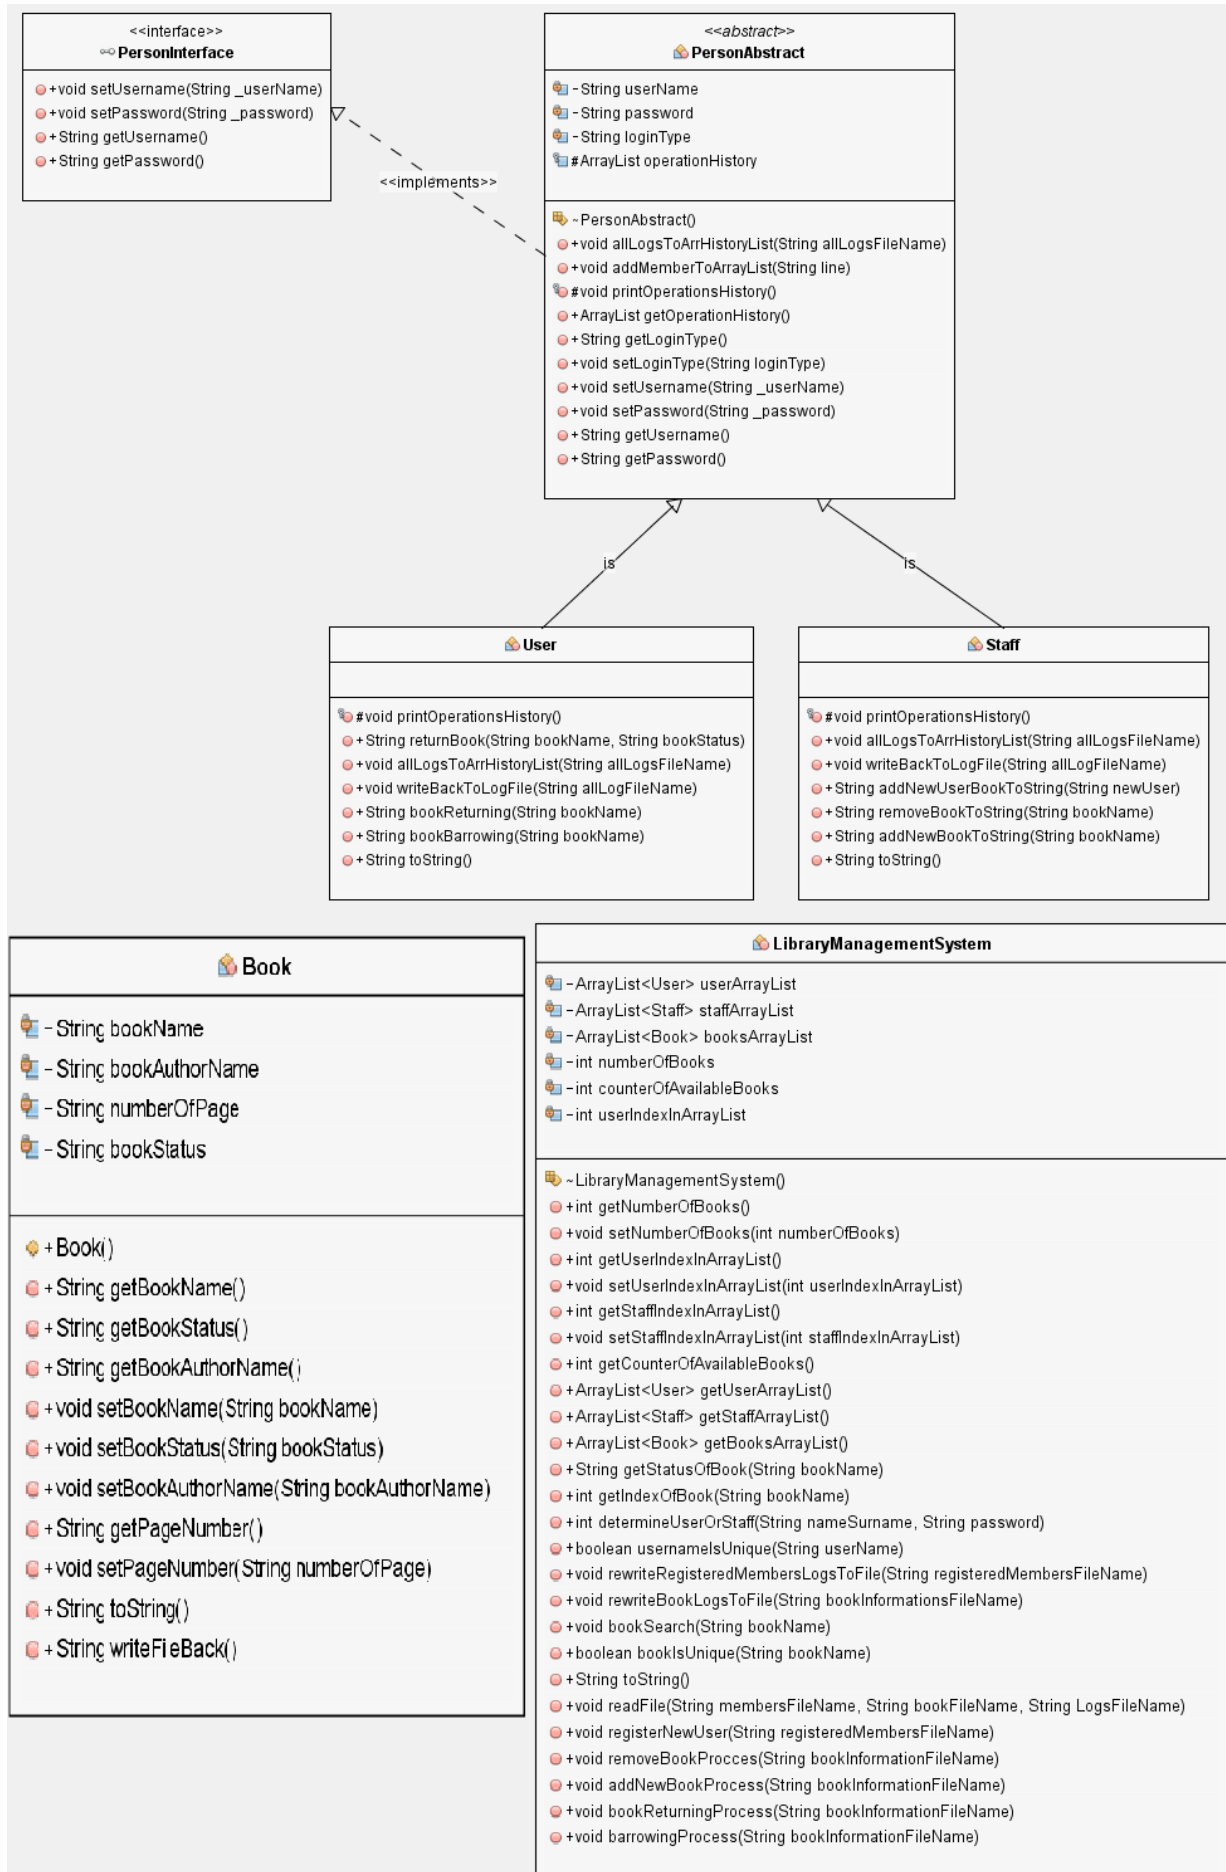 <<interface>>
PersonInterface
+void setUsername(String _userName)
+void setPassword(String _password)
+String getUsername()
+String getPassword()
<<implements>>
<<abstract>>
PersonAbstract
-String userName
-String password
-String loginType
#ArrayList operationHistory
~PersonAbstract()
+void allLogsToArrHistoryList(String allLogsFileName)
+void addMemberToArrayList(String line)
#void printOperationsHistory()
+ArrayList getOperationHistory()
+String getLoginType()
+void setLoginType(String loginType)
+void setUsername(String _userName)
+void setPassword(String _password)
+String getUsername()
+String getPassword()
is
is
User
#void printOperationsHistory()
+String returnBook(String bookName, String bookStatus)
+void allLogsToArrHistoryList(String allLogsFileName)
+void writeBackToLogFile(String allLogFileName)
+String bookReturning(String bookName)
+String bookBarrowing(String bookName)
+String toString()
Staff
#void printOperationsHistory()
+void allLogsToArrHistoryList(String allLogsFileName)
+void writeBackToLogFile(String allLogFileName)
+String addNewUserBookToString(String newUser)
+String removeBookToString(String bookName)
+String addNewBookToString(String bookName)
+String toString()
Book
-String bookName
-String bookAuthorName
-String numberOfPage
-String bookStatus
+Book()
+String getBookName()
+String getBookStatus()
+String getBookAuthorName()
+void setBookName(String bookName)
+void setBookStatus(String bookStatus)
+void setBookAuthorName(String bookAuthorName)
+String getPageNumber()
+void setPageNumber(String numberOfPage)
+String toString()
+String writeFileBack()
LibraryManagementSystem
-ArrayList<User> userArrayList
-ArrayList<Staff> staffArrayList
-ArrayList<Book> booksArrayList
-int numberOfBooks
-int counterOfAvailableBooks
-int userIndexInArrayList
~LibraryManagementSystem()
+int getNumberOfBooks()
+void setNumberOfBooks(int numberOfBooks)
+int getUserIndexInArrayList()
+void setUserIndexInArrayList(int userIndexInArrayList)
+int getStaffIndexInArrayList()
+void setStaffIndexInArrayList(int staffIndexInArrayList)
+int getCounterOfAvailableBooks()
+ArrayList<User> getUserArrayList()
+ArrayList<Staff> getStaffArrayList()
+ArrayList<Book> getBooksArrayList()
+String getStatusOfBook(String bookName)
+int getIndexOfBook(String bookName)
+int determineUserOrStaff(String nameSurname, String password)
+boolean usernameIsUnique(String userName)
+void rewriteRegisteredMembersLogsToFile(String registeredMembersFileName)
+void rewriteBookLogsToFile(String bookInformationsFileName)
+void bookSearch(String bookName)
+boolean bookIsUnique(String bookName)
+String toString()
+void readFile(String membersFileName, String bookFileName, String LogsFileName)
+void registerNewUser(String registeredMembersFileName)
+void removeBookProcces(String bookInformationFileName)
+void addNewBookProcess(String bookInformationFileName)
+void bookReturningProcess(String bookInformationFileName)
+void barrowingProcess(String bookInformationFileName)